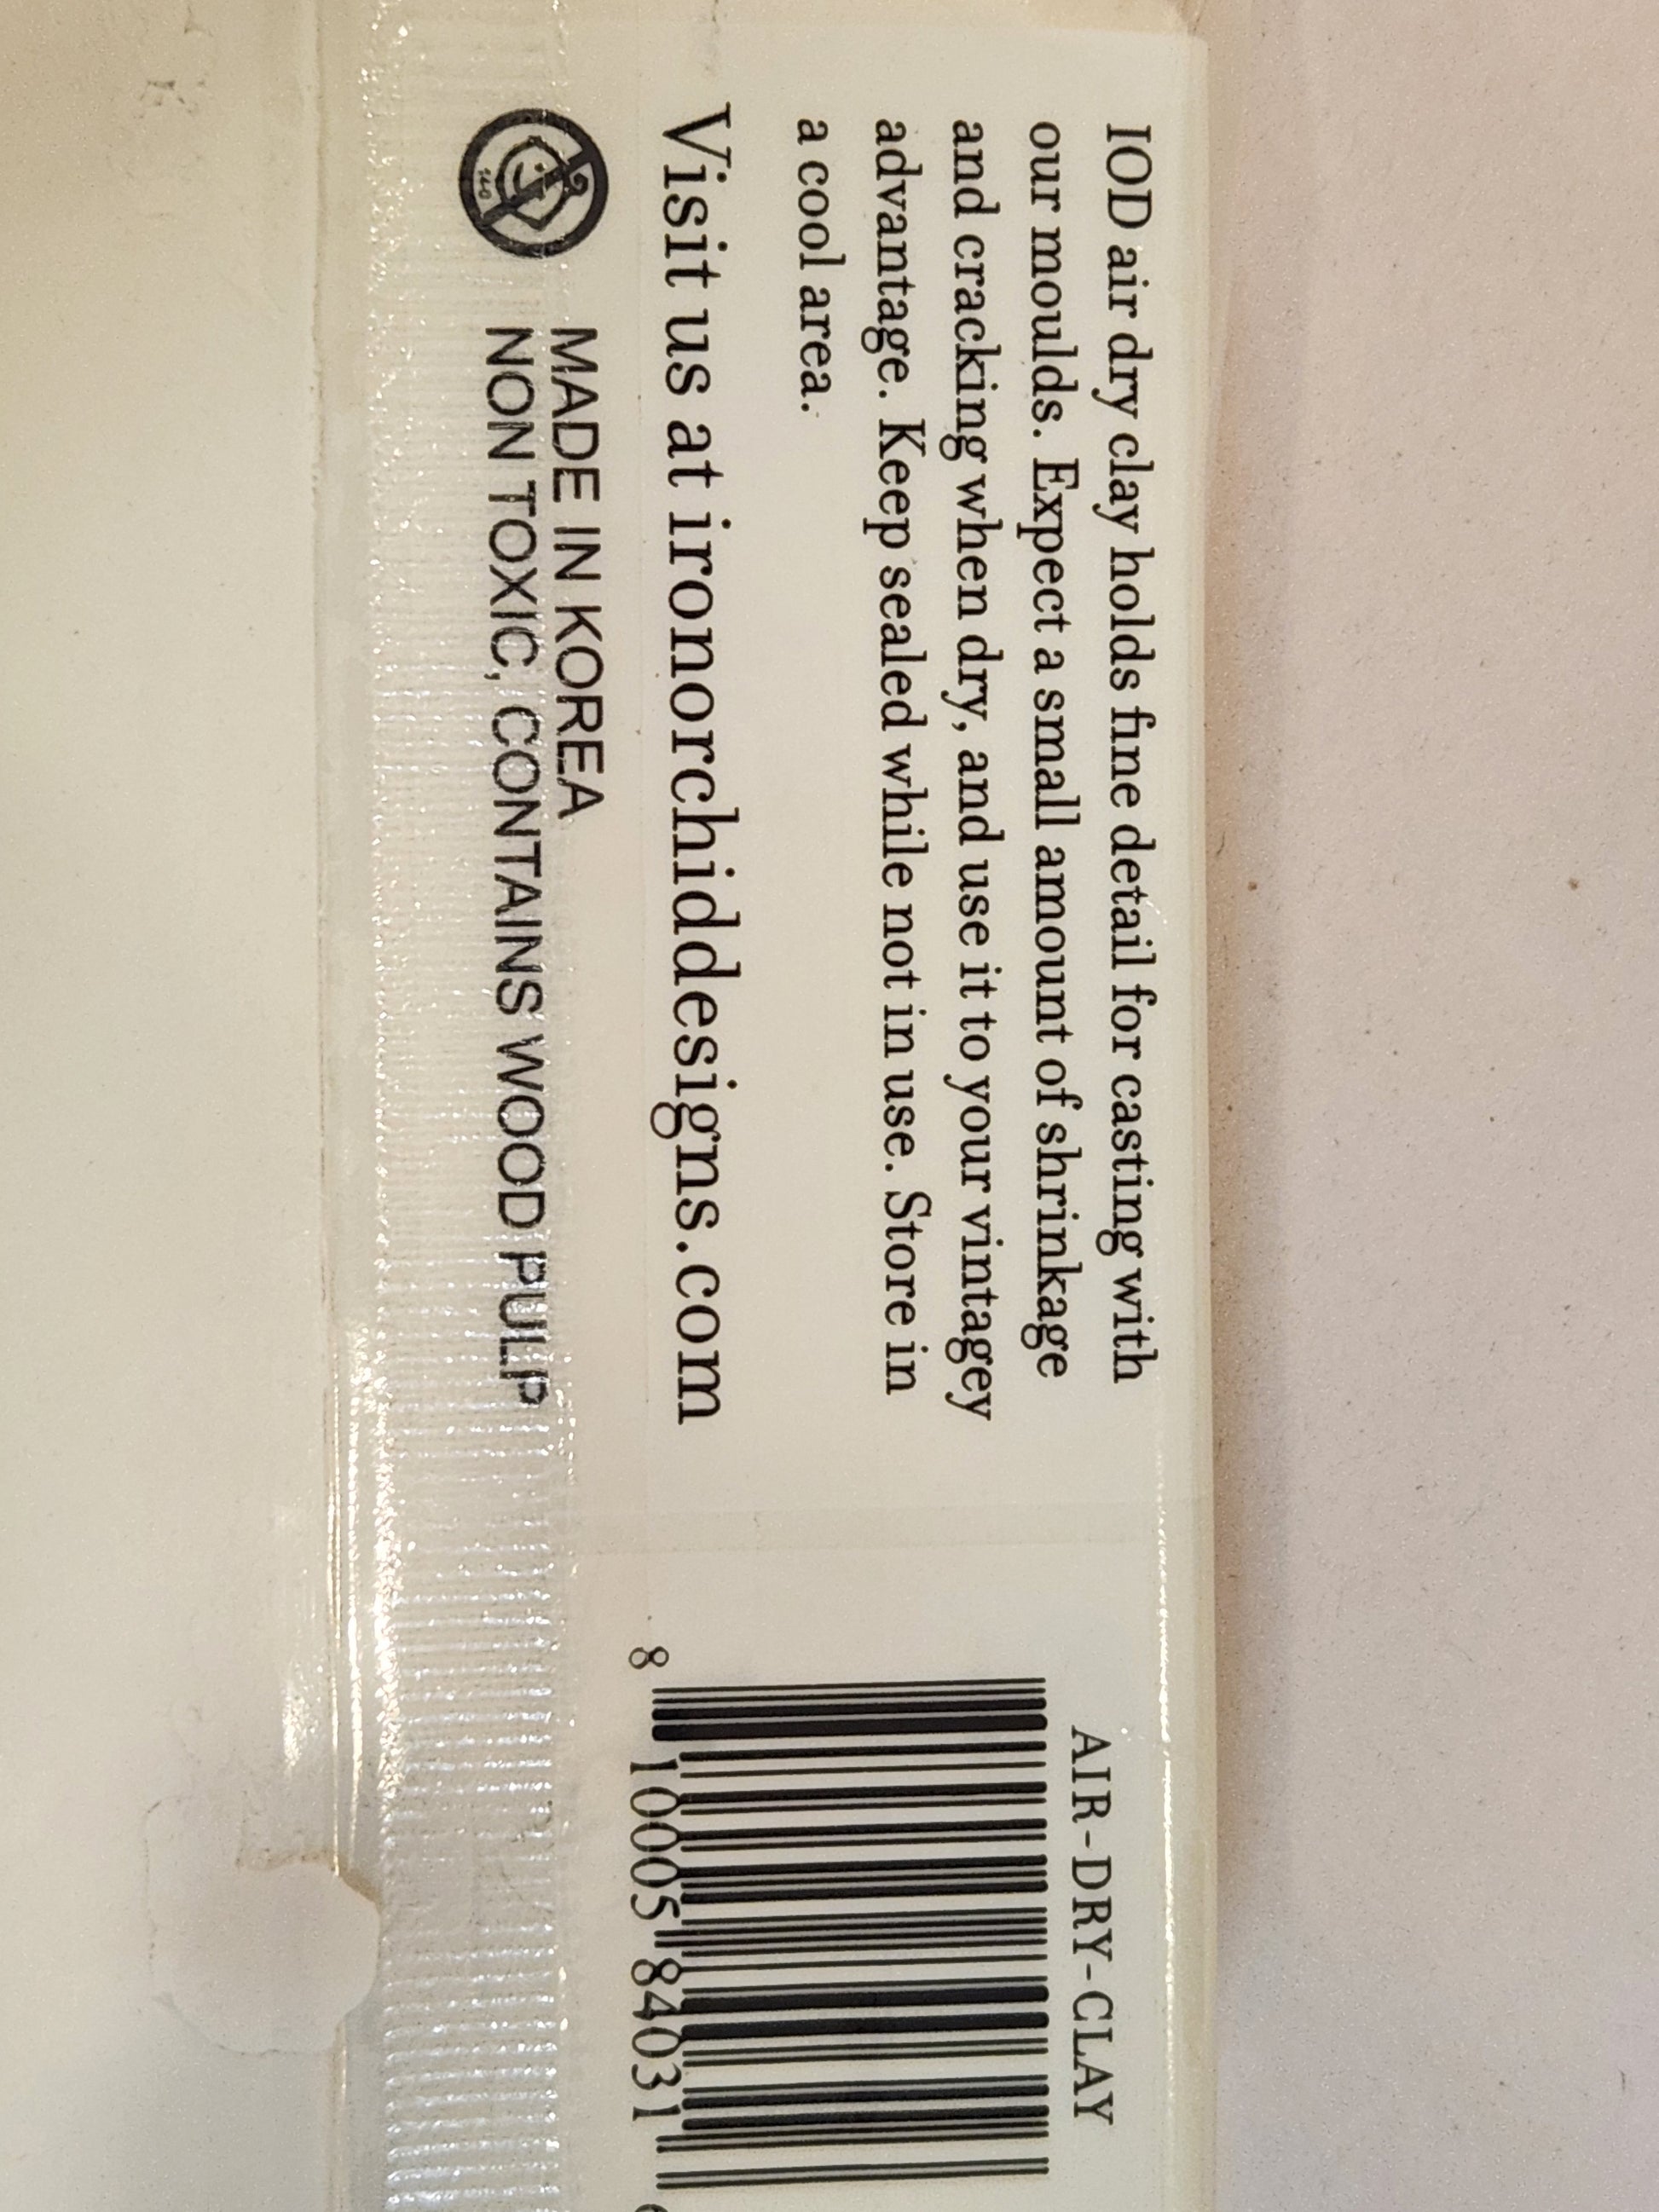 IOD air dry clay holds fine detail for casting with
our moulds. Expect a small amount of shrinkage
and cracking when dry, and use it to your vintagey
advantage. Keep sealed while not in use. Store in
a cool area.
Visit us at ironorchiddesigns.com
MADE IN KOREA
NON TOXIC, CONTAINS WOOD PULP
AIR-DRY-CLAY
8 10005 84031